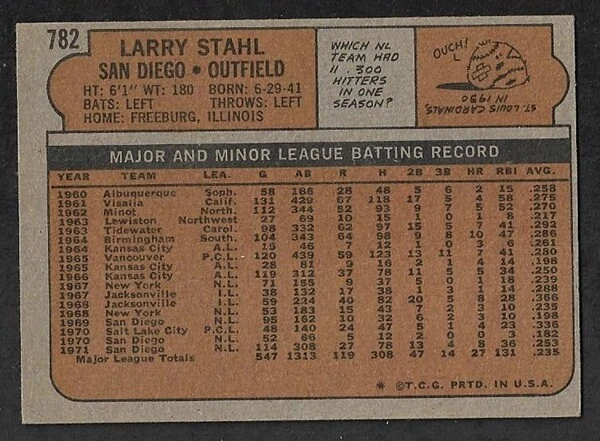 782
LARRY STAHL
SAN DIEGO • OUTFIELD
HT: 6'1" WT: 180 BORN: 6-29-41
BATS: LEFT THROWS: LEFT
HOME: FREEBURG, ILLINOIS
WHICH NL
TEAM HAD
11 .300
HITTERS
IN ONE
SEASON?
OUCH!
ST. LOUIS CARDINALS,
IN 1930
MAJOR AND MINOR LEAGUE BATTING RECORD
YEAR TEAM LEA. G AB R H 2B 3B HR RBI AVG.
1960 Albuquerque Soph. 58 186 28 48 5 6 2 15 .258
1961 Visalia Calif. 131 429 67 118 17 5 4 58 .275
1962 Minot North. 112 344 52 93 9 7 5 52 .270
1963 Lewiston Northwest 27 69 10 15 1 0 1 8 .217
1963 Tidewater Carol. 98 332 62 97 15 5 7 41 .292
1964 Birmingham South. 104 343 64 98 9 8 10 47 .286
1964 Kansas City A.L. 15 46 7 12 1 0 3 6 .261
1965 Vancouver P.C.L. 120 439 59 123 13 11 7 41 .280
1965 Kansas City A.L. 28 81 9 16 2 1 4 14 .198
1966 Kansas City A.L. 119 312 37 78 11 5 5 34 .250
1967 New York N.L. 71 155 9 37 5 0 1 18 .239
1967 Jacksonville I.L. 38 132 17 38 3 1 2 14 .288
1968 Jacksonville I.L. 59 224 40 82 20 5 8 28 .366
1968 New York N.L. 53 183 15 43 7 2 3 10 .235
1969 San Diego N.L. 95 162 10 32 6 2 3 10 .198
1970 Salt Lake City P.C.L. 48 140 24 47 5 1 4 23 .336
1970 San Diego N.L. 52 66 5 12 2 0 0 3 .182
1971 San Diego N.L. 114 308 27 78 13 4 8 36 .253
Major League Totals 547 1313 119 308 47 14 27 131 .235
* ©T.C.G. PRTD. IN U.S.A.